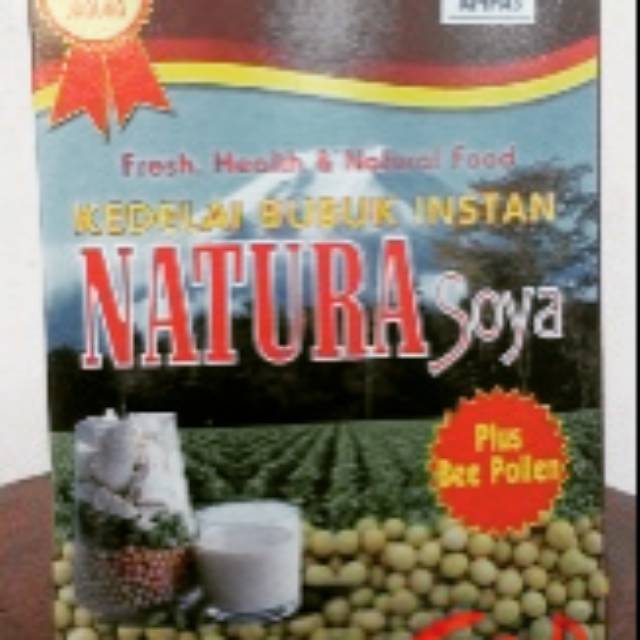 Fresh. Health & Natural Food
KEDELAI BUBUK INSTAN
NATURA Soya
Plus
Bee Pollen